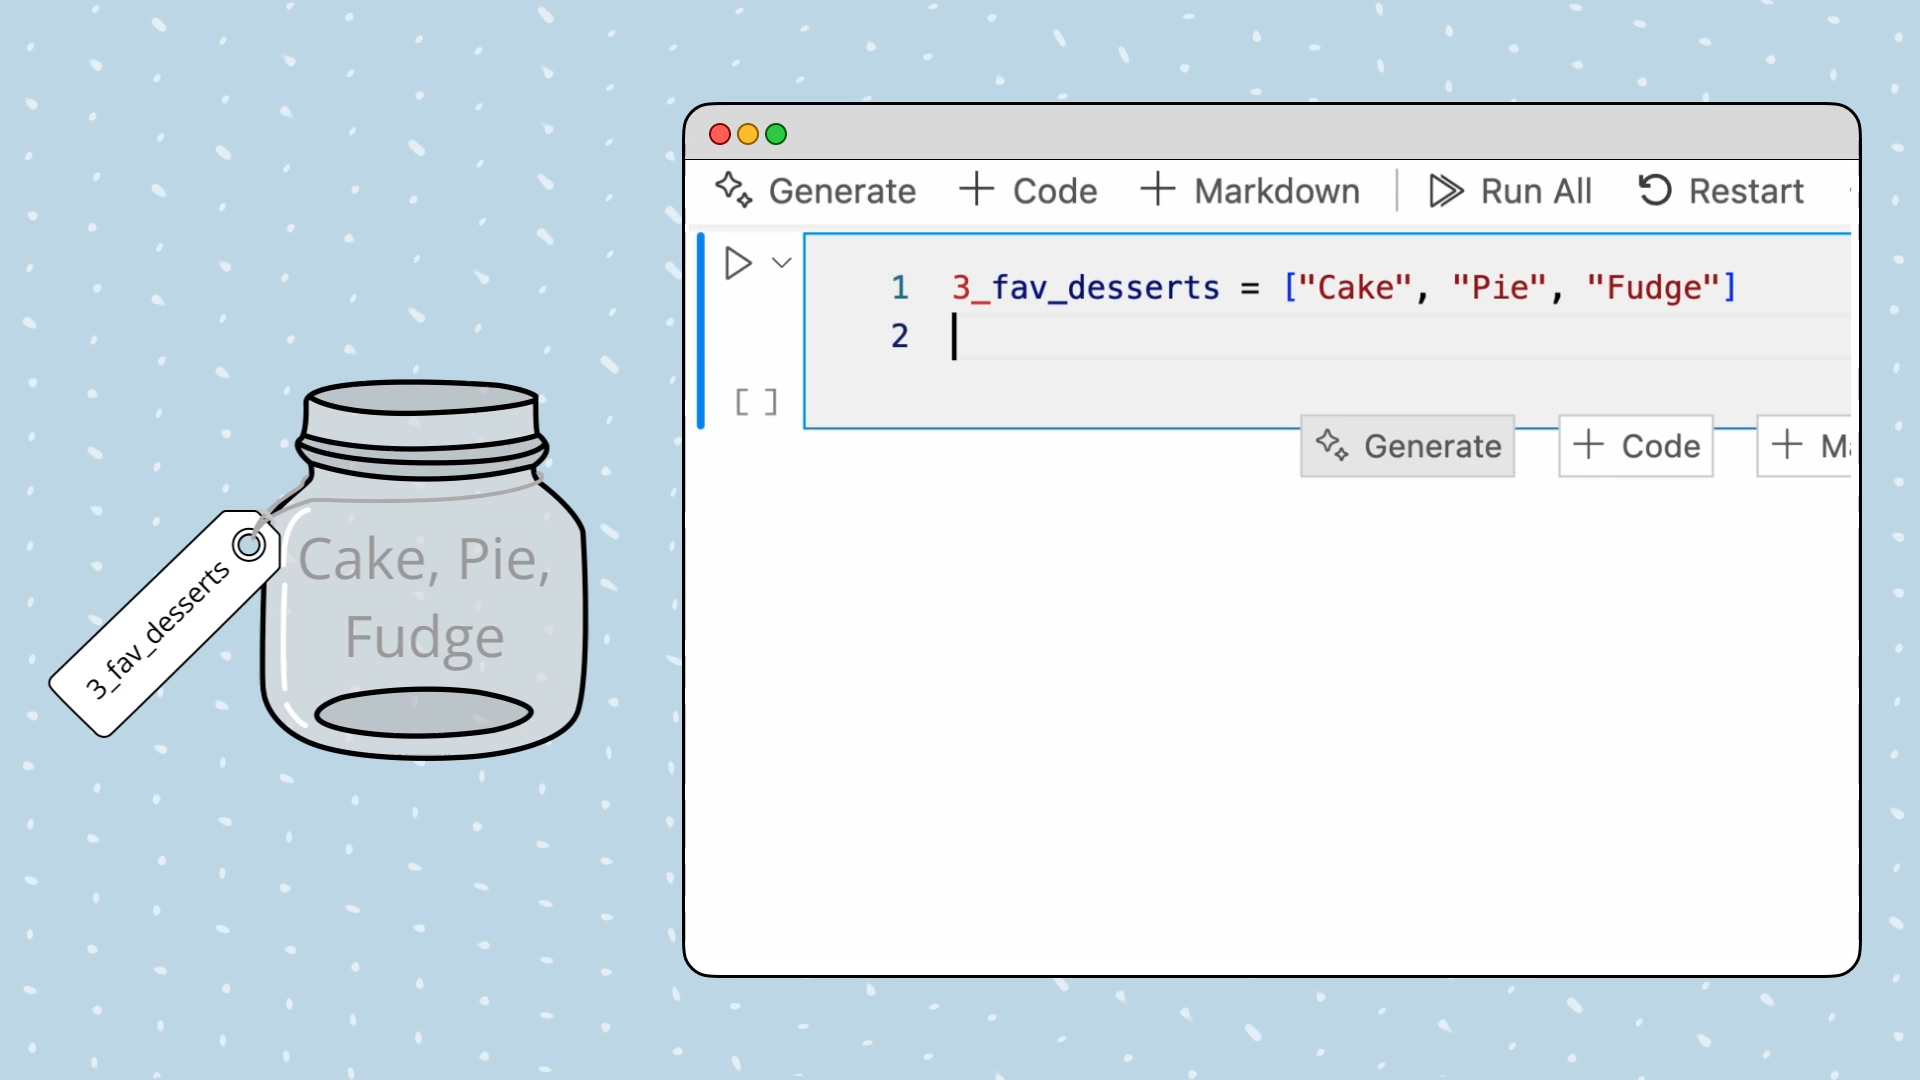 3_fav_desserts
Cake, Pie,
Fudge
Generate + Code + Markdown Run All Restart
1 3_fav_desserts = ["Cake", "Pie", "Fudge"]
2
[ ]
Generate + Code +